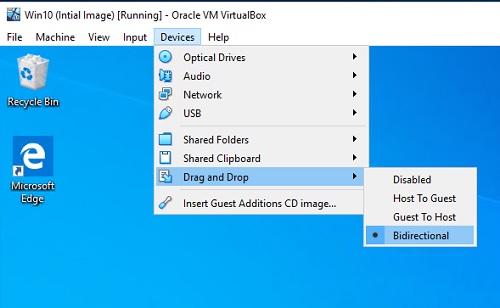 Win10 (Intial Image) [Running] - Oracle VM VirtualBox
File Machine View Input Devices Help
Optical Drives
Audio
Network
USB
Shared Folders
Shared Clipboard
Drag and Drop
Insert Guest Additions CD image...
Disabled
Host To Guest
Guest To Host
Bidirectional
Recycle Bin
Microsoft
Edge